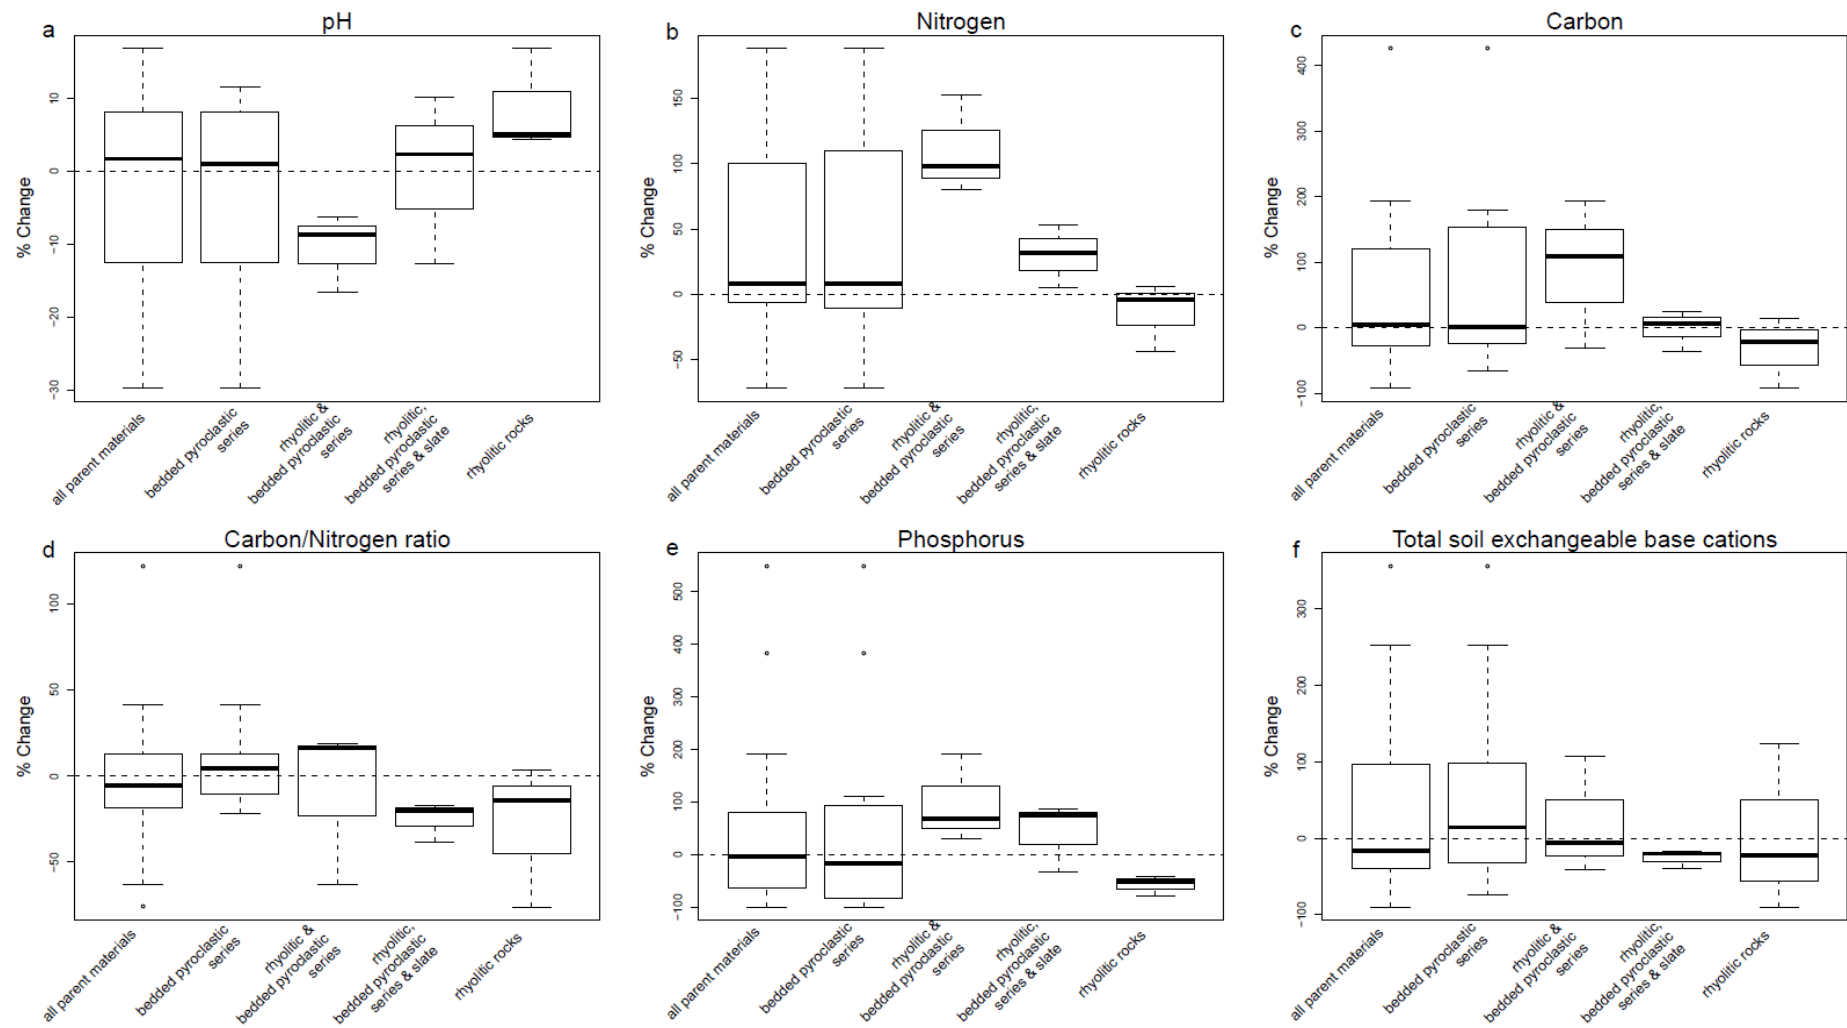 a
pH
% Change
10
0
-10
-20
-30
all parent materials
bedded pyroclastic
series
rhyolitic &
bedded pyroclastic
series
rhyolitic,
bedded pyroclastic
series & slate
rhyolitic rocks
b
Nitrogen
% Change
150
100
50
0
-50
all parent materials
bedded pyroclastic
series
rhyolitic &
bedded pyroclastic
series
rhyolitic,
bedded pyroclastic
series & slate
rhyolitic rocks
c
Carbon
% Change
400
300
200
100
0
-100
all parent materials
bedded pyroclastic
series
rhyolitic &
bedded pyroclastic
series
rhyolitic,
bedded pyroclastic
series & slate
rhyolitic rocks
d
Carbon/Nitrogen ratio
% Change
100
50
0
-50
all parent materials
bedded pyroclastic
series
rhyolitic &
bedded pyroclastic
series
rhyolitic,
bedded pyroclastic
series & slate
rhyolitic rocks
e
Phosphorus
% Change
500
400
300
200
100
0
-100
all parent materials
bedded pyroclastic
series
rhyolitic &
bedded pyroclastic
series
rhyolitic,
bedded pyroclastic
series & slate
rhyolitic rocks
f
Total soil exchangeable base cations
% Change
300
200
100
0
-100
all parent materials
bedded pyroclastic
series
rhyolitic &
bedded pyroclastic
series
rhyolitic,
bedded pyroclastic
series & slate
rhyolitic rocks